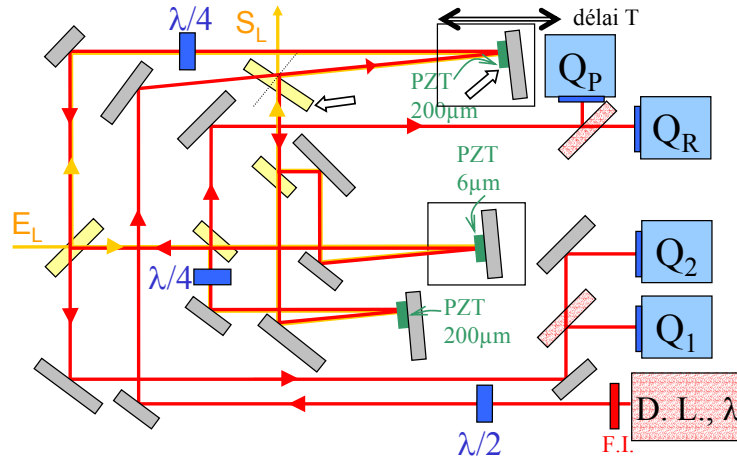 λ/4
S_L
délai T
PZT
200µm
Q_P
Q_R
PZT
6µm
E_L
λ/4
PZT
200µm
Q_2
Q_1
λ/2
F.I.
D. L., λ